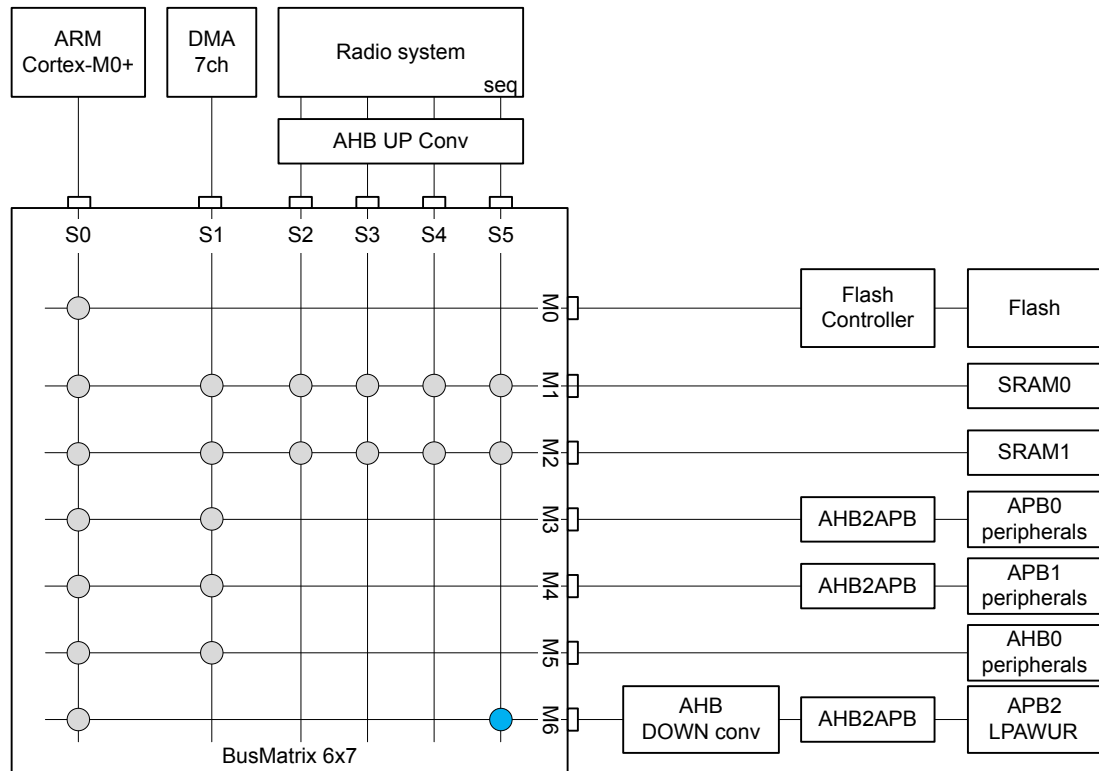 ARM
Cortex-M0+
DMA
7ch
Radio system
seq
AHB UP Conv
S0
S1
S2
S3
S4
S5
M0
Flash
Controller
Flash
M1
SRAM0
M2
SRAM1
M3
AHB2APB
APB0
peripherals
M4
AHB2APB
APB1
peripherals
M5
AHB0
peripherals
M6
AHB
DOWN conv
AHB2APB
APB2
LPAWUR
BusMatrix 6x7